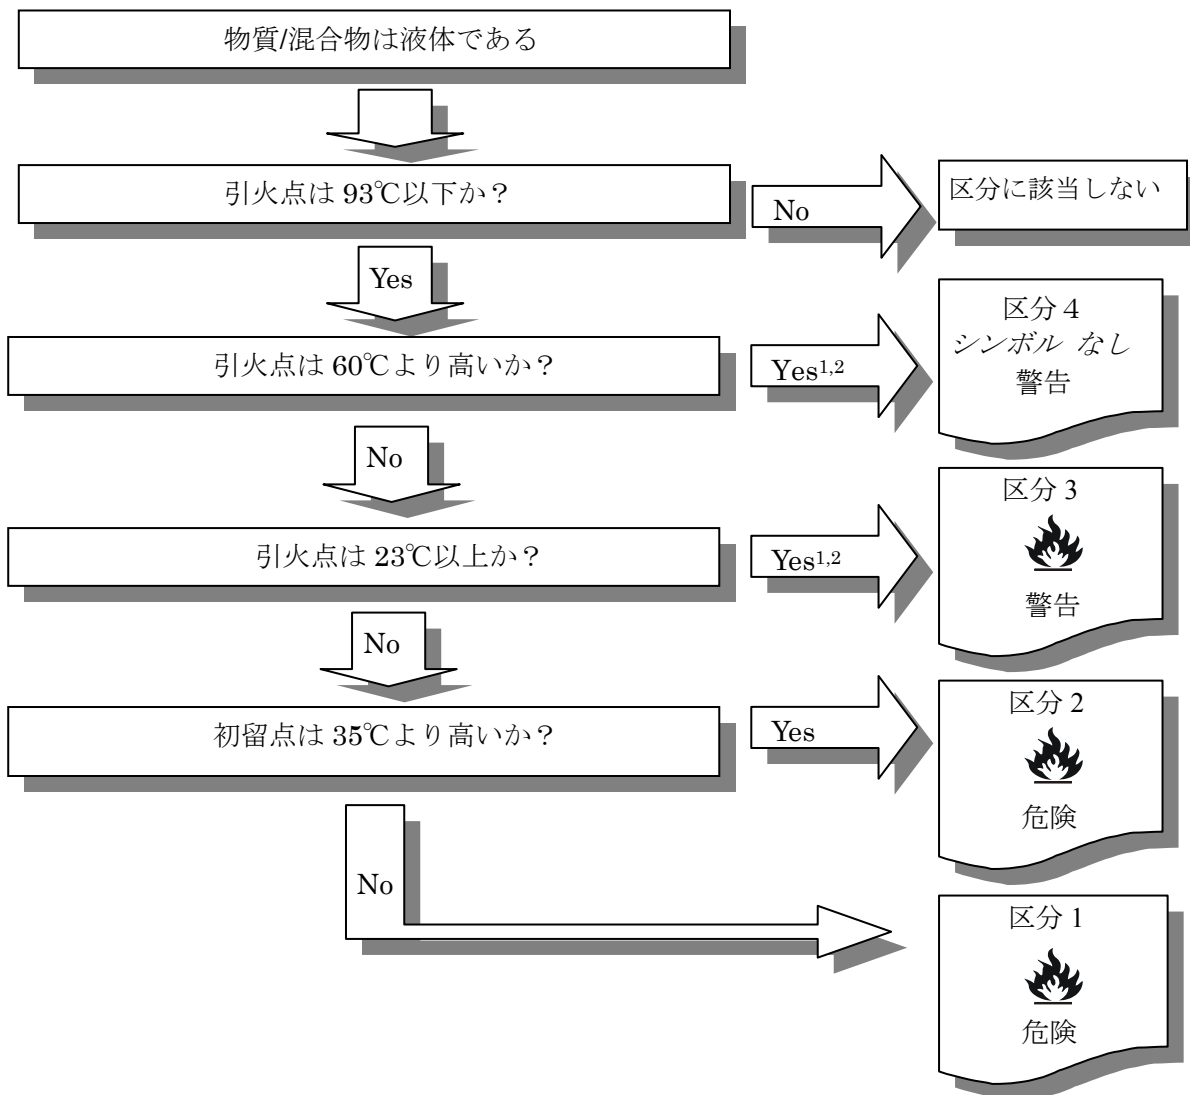 物質/混合物は液体である
引火点は 93℃以下か？
No
区分に該当しない
Yes
引火点は 60℃より高いか？
Yes1,2
区分４
シンボル なし
警告
No
引火点は 23℃以上か？
Yes1,2
区分 3
警告
No
初留点は 35℃より高いか？
Yes
区分 2
危険
No
区分 1
危険